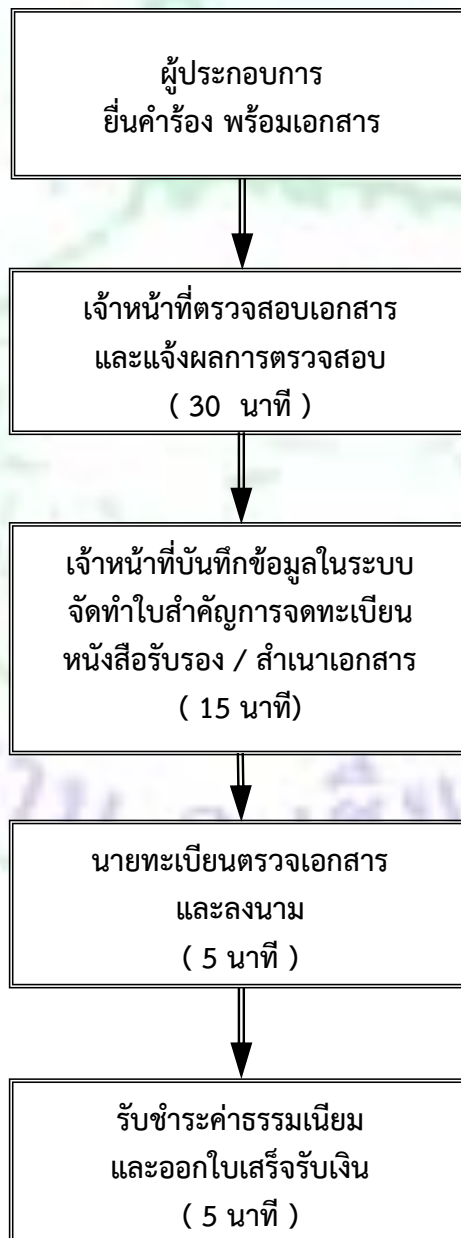 ผู้ประกอบการ
ยื่นคำร้อง พร้อมเอกสาร
เจ้าหน้าที่ตรวจสอบเอกสาร
และแจ้งผลการตรวจสอบ
( 30 นาที )
เจ้าหน้าที่บันทึกข้อมูลในระบบ
จัดทำใบสำคัญการจดทะเบียน
หนังสือรับรอง / สำเนาเอกสาร
( 15 นาที)
นายทะเบียนตรวจเอกสาร
และลงนาม
( 5 นาที )
รับชำระค่าธรรมเนียม
และออกใบเสร็จรับเงิน
( 5 นาที )